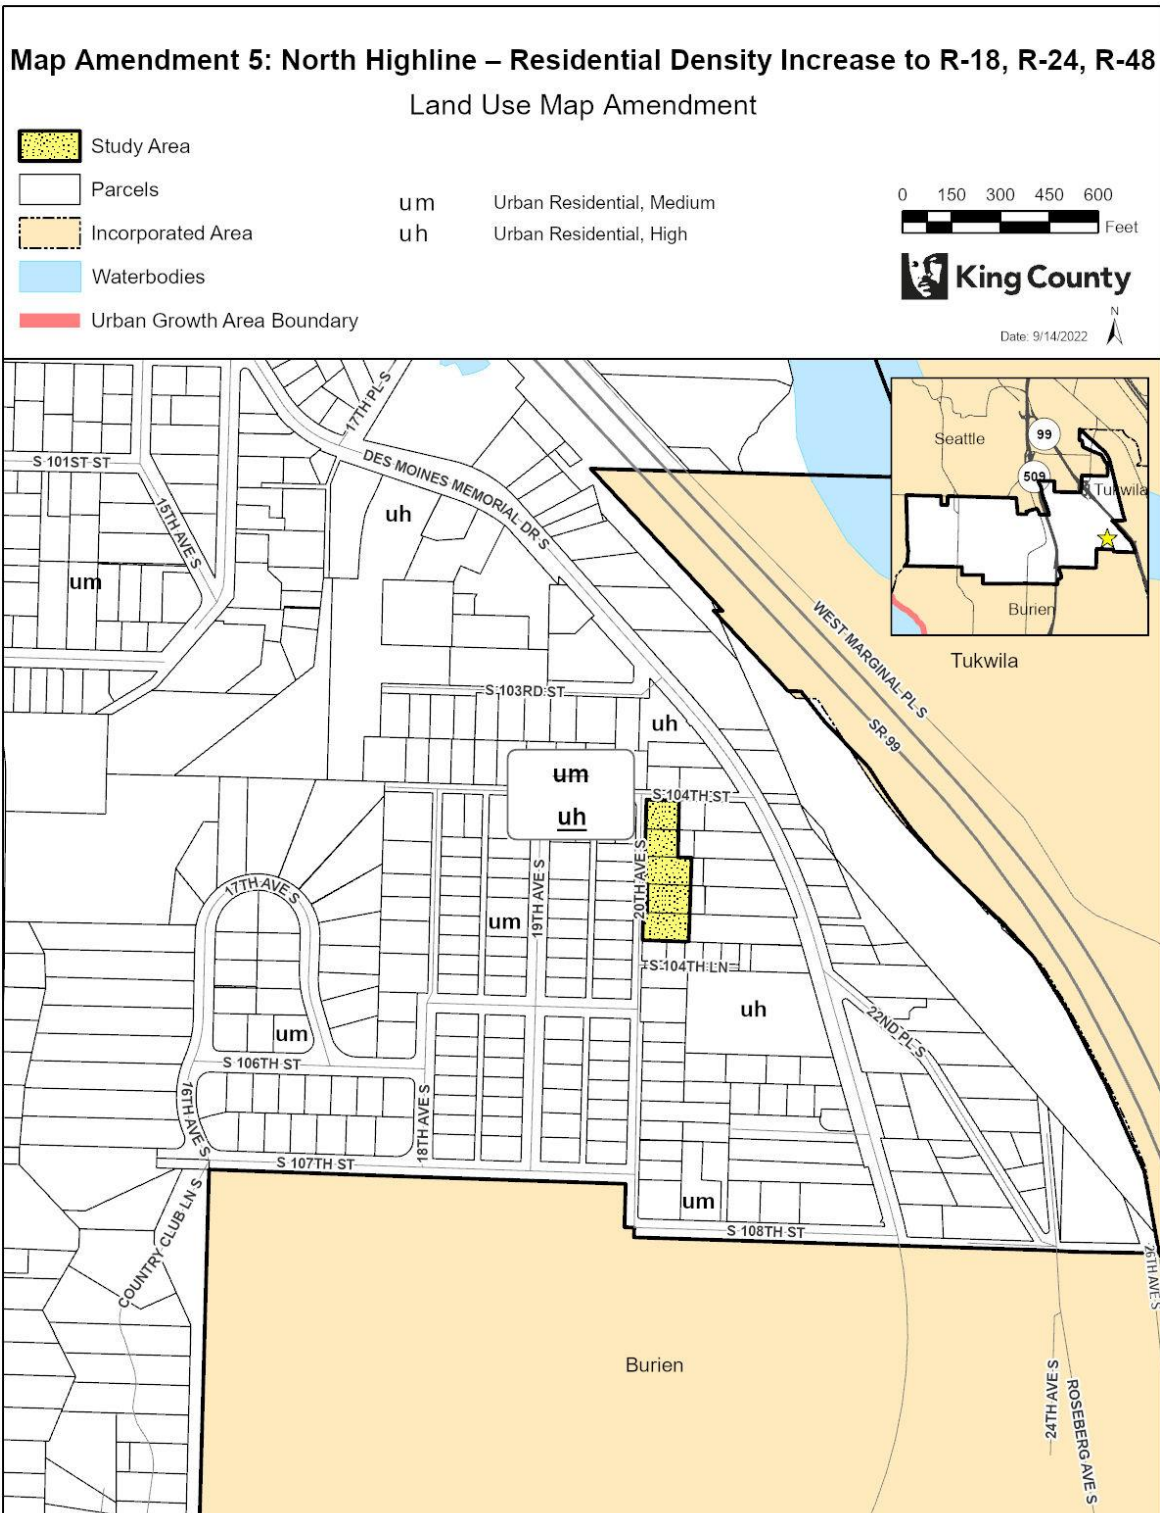 Map Amendment 5: North Highline – Residential Density Increase to R-18, R-24, R-48
Land Use Map Amendment
Study Area
Parcels
Incorporated Area
Waterbodies
Urban Growth Area Boundary
um Urban Residential, Medium
uh Urban Residential, High
0 150 300 450 600
Feet
King County
N
Date: 9/14/2022
Seattle
99
509
Tukwila
Burien
Tukwila
17TH PL S
S 101ST ST
DES MOINES MEMORIAL DR S
15TH AVE S
uh
um
WEST MARGINAL PL S
SR 99
S 103RD ST
uh
um
uh
S 104TH ST
20TH AVE S
17TH AVE S
19TH AVE S
um
S 104TH LN
uh
22ND PL S
um
S 106TH ST
16TH AVE S
18TH AVE S
S 107TH ST
um
S 108TH ST
COUNTRY CLUB LN S
26TH AVE S
Burien
24TH AVE S
ROSEBERG AVE S